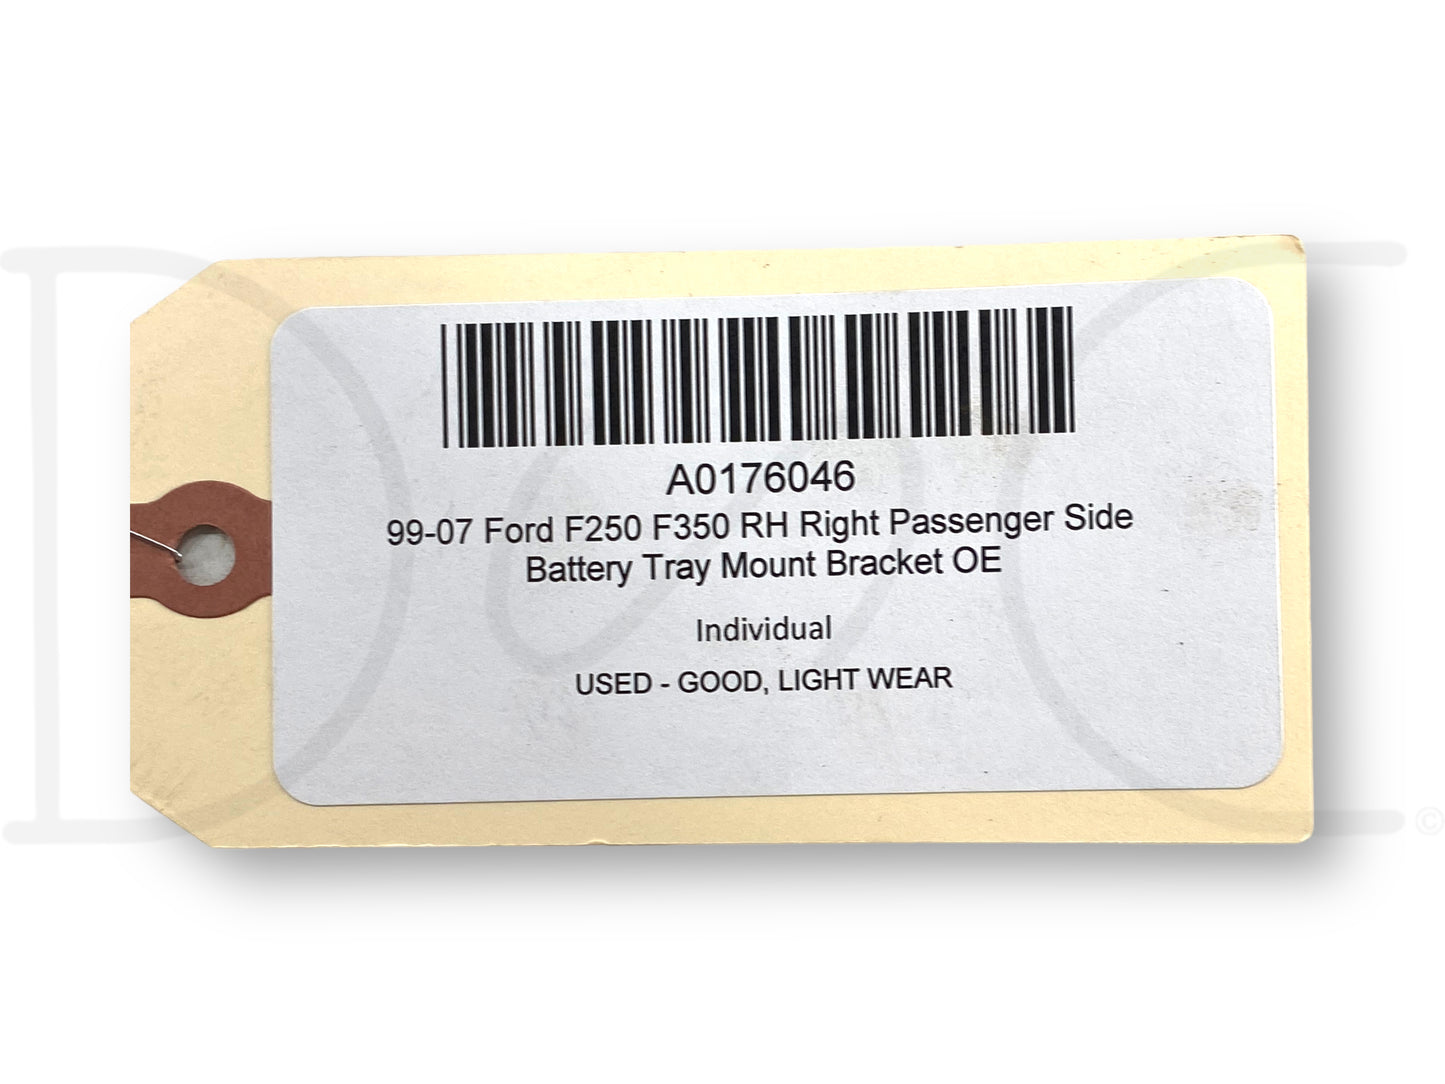 A0176046
99-07 Ford F250 F350 RH Right Passenger Side
Battery Tray Mount Bracket OE
Individual
USED - GOOD, LIGHT WEAR
©